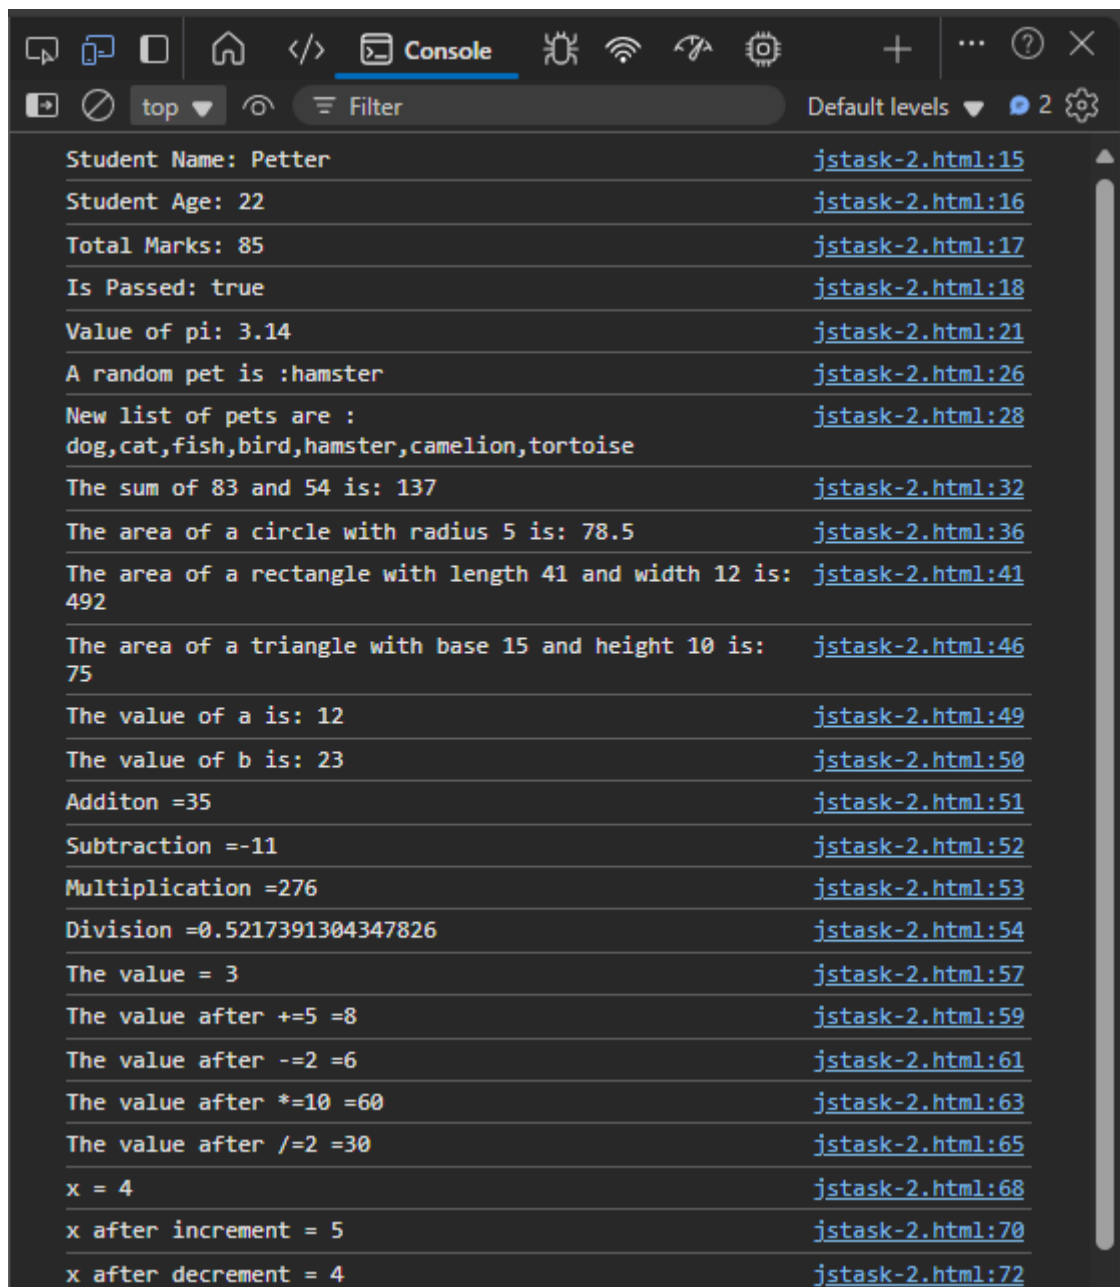 </> Console
top Filter Default levels 2
Student Name: Petter jstask-2.html:15
Student Age: 22 jstask-2.html:16
Total Marks: 85 jstask-2.html:17
Is Passed: true jstask-2.html:18
Value of pi: 3.14 jstask-2.html:21
A random pet is :hamster jstask-2.html:26
New list of pets are : jstask-2.html:28
dog,cat,fish,bird,hamster,camelion,tortoise
The sum of 83 and 54 is: 137 jstask-2.html:32
The area of a circle with radius 5 is: 78.5 jstask-2.html:36
The area of a rectangle with length 41 and width 12 is: jstask-2.html:41
492
The area of a triangle with base 15 and height 10 is: jstask-2.html:46
75
The value of a is: 12 jstask-2.html:49
The value of b is: 23 jstask-2.html:50
Additon =35 jstask-2.html:51
Subtraction =-11 jstask-2.html:52
Multiplication =276 jstask-2.html:53
Division =0.5217391304347826 jstask-2.html:54
The value = 3 jstask-2.html:57
The value after +=5 =8 jstask-2.html:59
The value after -=2 =6 jstask-2.html:61
The value after *=10 =60 jstask-2.html:63
The value after /=2 =30 jstask-2.html:65
x = 4 jstask-2.html:68
x after increment = 5 jstask-2.html:70
x after decrement = 4 jstask-2.html:72